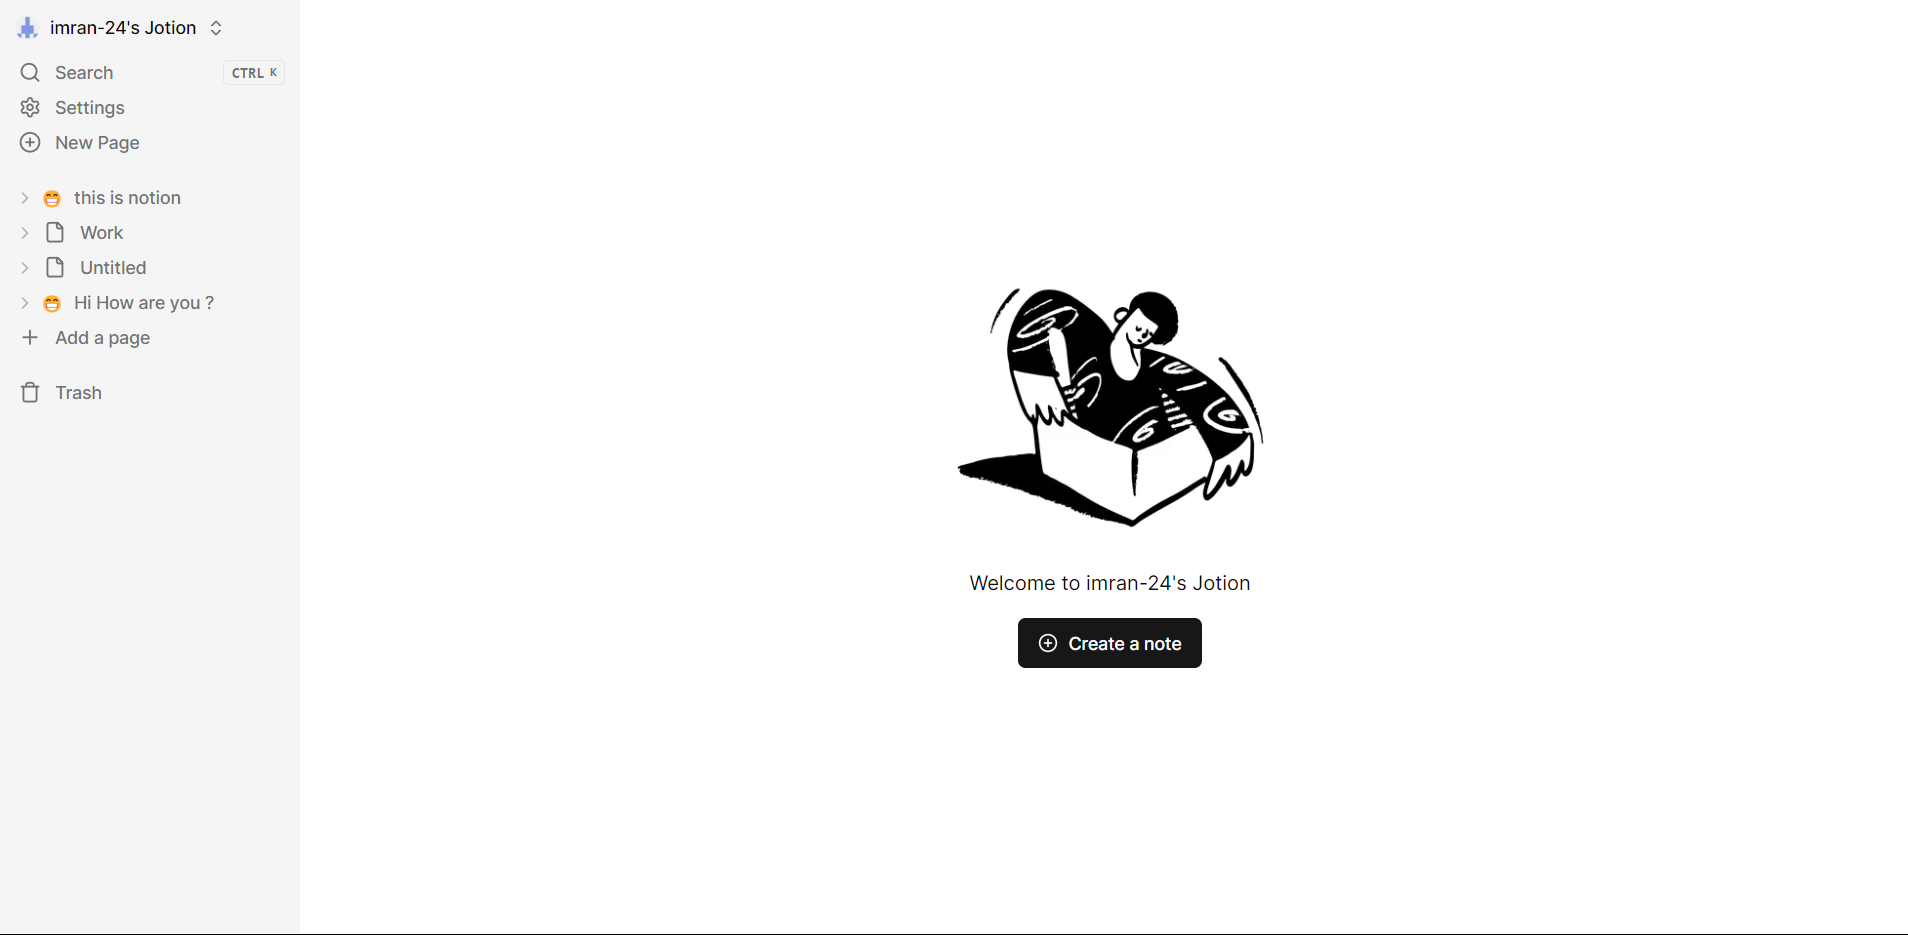 imran-24's Jotion
Search CTRL K
Settings
New Page
this is notion
Work
Untitled
Hi How are you ?
Add a page
Trash
Welcome to imran-24's Jotion
Create a note